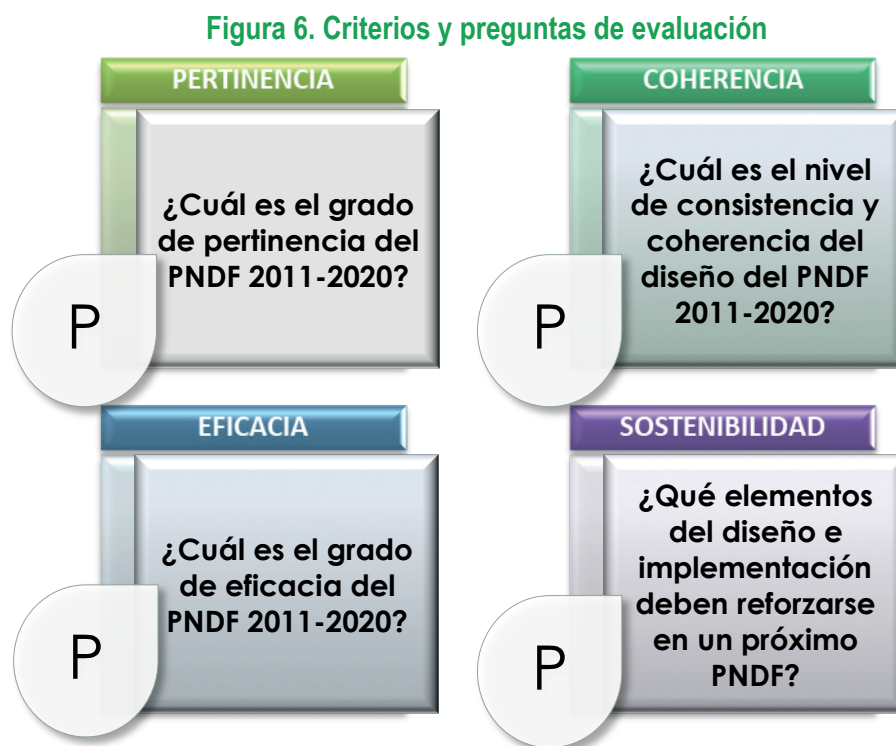 Figura 6. Criterios y preguntas de evaluación
PERTINENCIA
¿Cuál es el grado
de pertinencia del
PNDF 2011-2020?
P
COHERENCIA
¿Cuál es el nivel
de consistencia y
coherencia del
diseño del PNDF
2011-2020?
P
EFICACIA
¿Cuál es el grado
de eficacia del
PNDF 2011-2020?
P
SOSTENIBILIDAD
¿Qué elementos
del diseño e
implementación
deben reforzarse
en un próximo
PNDF?
P